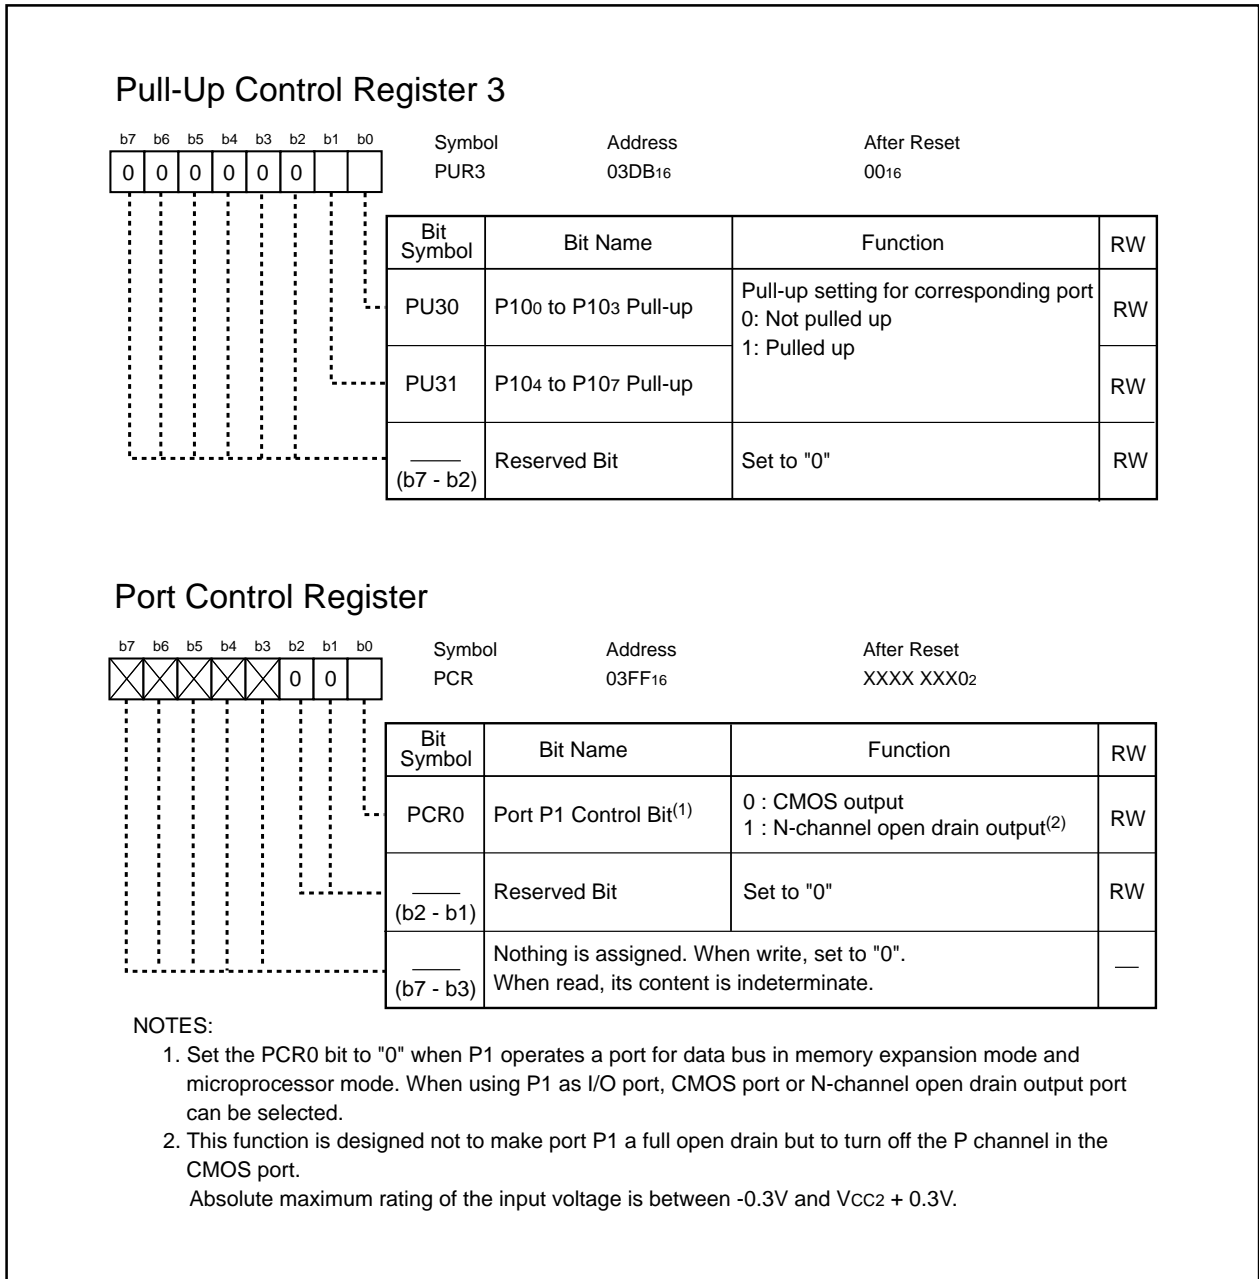 Pull-Up Control Register 3
b7 b6 b5 b4 b3 b2 b1 b0 Symbol Address After Reset
0 0 0 0 0 0 PUR3 03DB16 0016
Bit Symbol Bit Name Function RW
PU30 P100 to P103 Pull-up Pull-up setting for corresponding port RW
0: Not pulled up
1: Pulled up
PU31 P104 to P107 Pull-up RW
(b7 - b2) Reserved Bit Set to "0" RW
Port Control Register
b7 b6 b5 b4 b3 b2 b1 b0 Symbol Address After Reset
0 0 PCR 03FF16 XXXX XXX02
Bit Symbol Bit Name Function RW
PCR0 Port P1 Control Bit(1) 0 : CMOS output RW
1 : N-channel open drain output(2)
(b2 - b1) Reserved Bit Set to "0" RW
(b7 - b3) Nothing is assigned. When write, set to "0". —
When read, its content is indeterminate.
NOTES:
1. Set the PCR0 bit to "0" when P1 operates a port for data bus in memory expansion mode and
microprocessor mode. When using P1 as I/O port, CMOS port or N-channel open drain output port
can be selected.
2. This function is designed not to make port P1 a full open drain but to turn off the P channel in the
CMOS port.
Absolute maximum rating of the input voltage is between -0.3V and VCC2 + 0.3V.